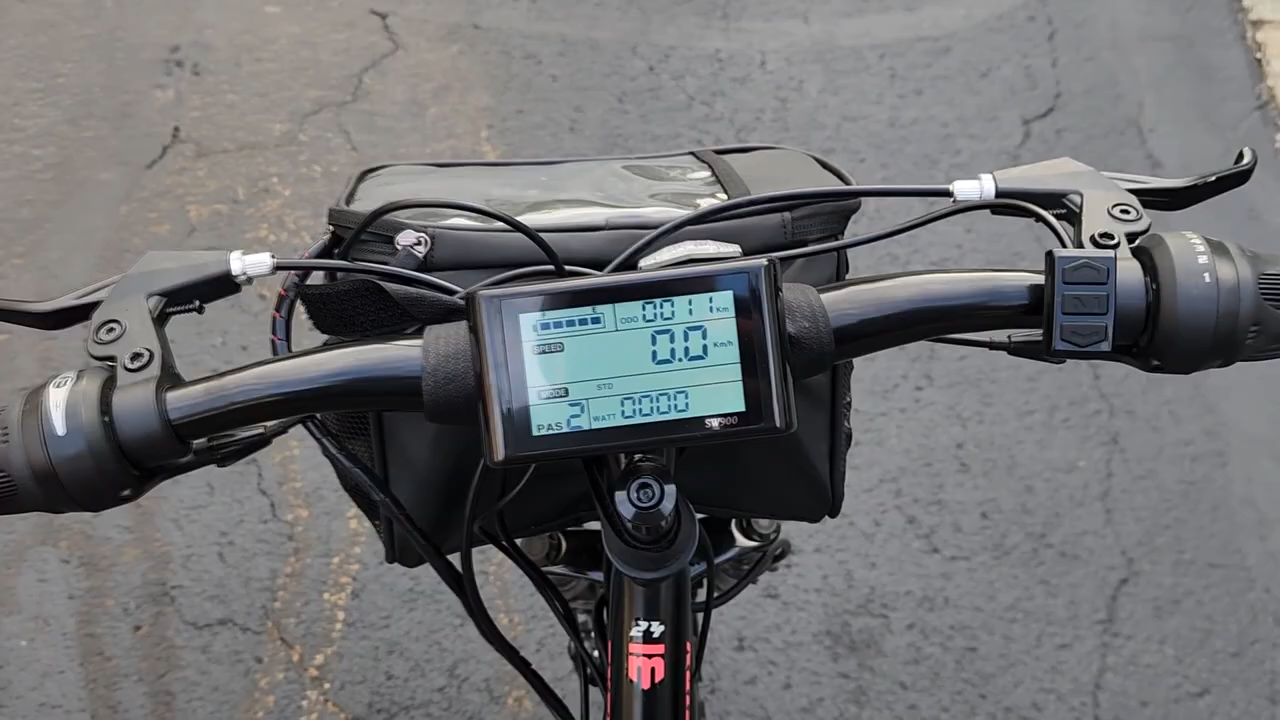 E
ODO 0011 Km
SPEED 0.0 Km/h
MODE STD
PAS 2 WATT 0000
SW900
M
24